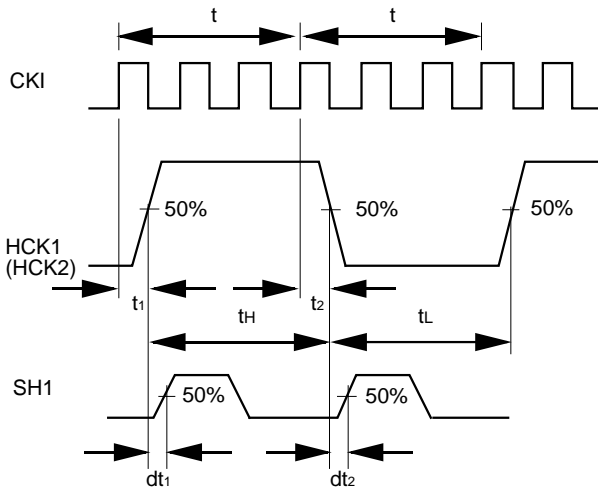 t t
CKI
50% 50% 50%
HCK1
(HCK2)
t1 t2
tH tL
SH1
50% 50%
dt1 dt2